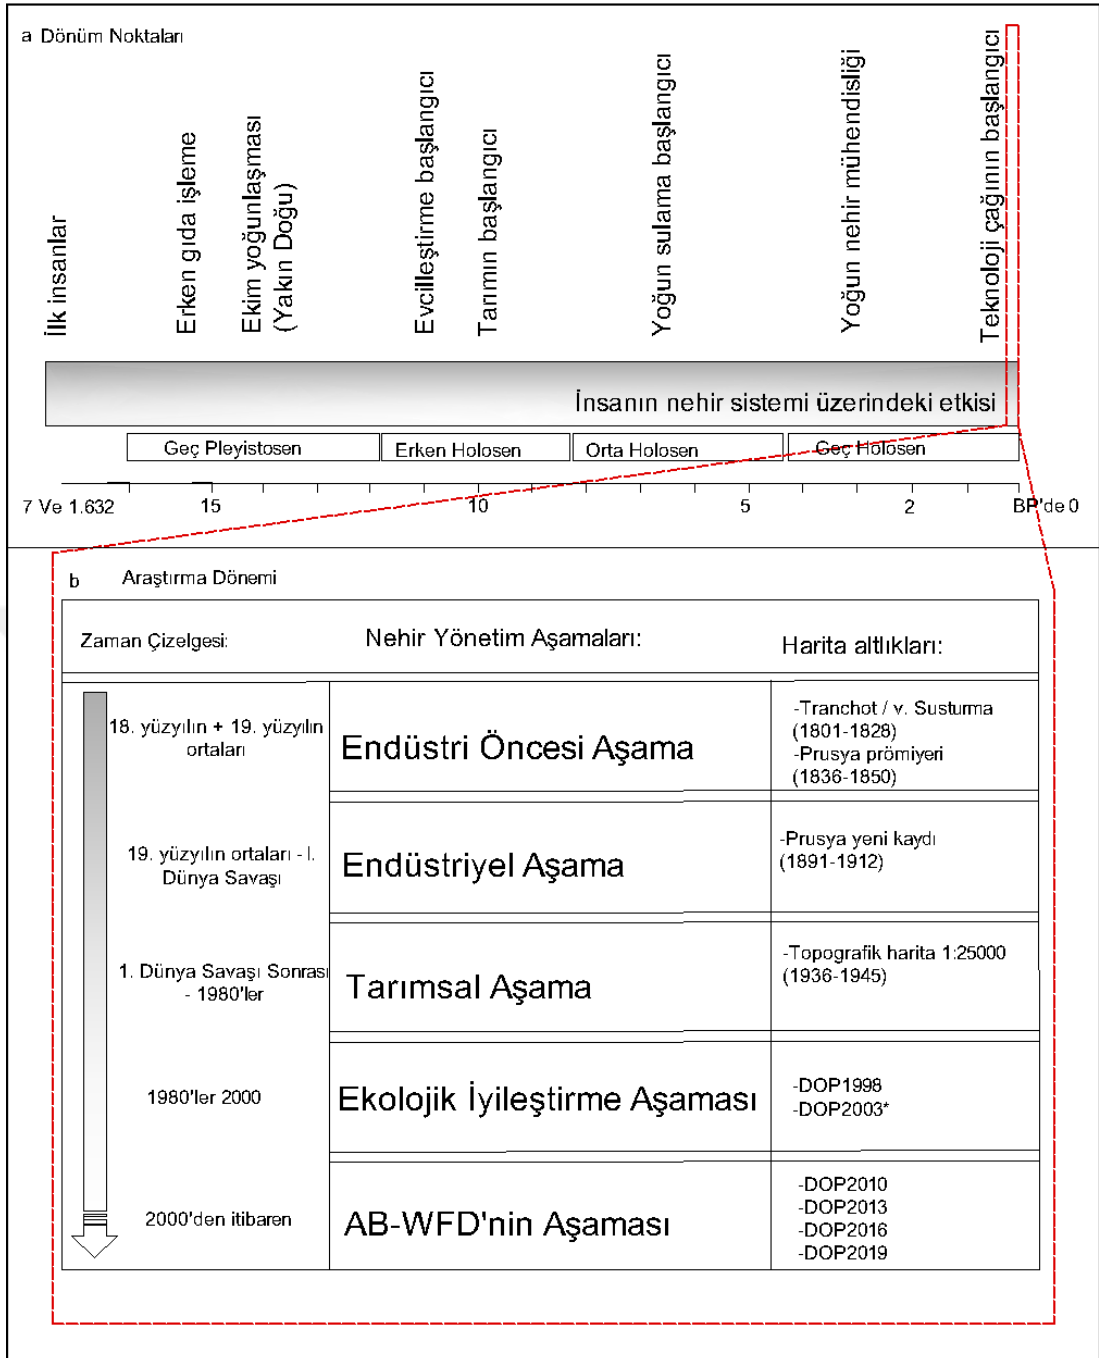 a Dönüm Noktaları
İlk insanlar
Erken gıda işleme
Ekim yoğunlaşması
(Yakın Doğu)
Evcilleştirme başlangıcı
Tarımın başlangıcı
Yoğun sulama başlangıcı
Yoğun nehir mühendisliği
Teknoloji çağının başlangıcı
İnsanın nehir sistemi üzerindeki etkisi
Geç Pleyistosen
Erken Holosen
Orta Holosen
Geç Holosen
7 Ve 1.632
15
10
5
2
BP'de 0
b Araştırma Dönemi
Zaman Çizelgesi:
Nehir Yönetim Aşamaları:
Harita altlıkları:
18. yüzyılın + 19. yüzyılın
ortaları
Endüstri Öncesi Aşama
-Tranchot / v. Susturma
(1801-1828)
-Prusya prömiyeri
(1836-1850)
19. yüzyılın ortaları - I.
Dünya Savaşı
Endüstriyel Aşama
-Prusya yeni kaydı
(1891-1912)
1. Dünya Savaşı Sonrası
- 1980'ler
Tarımsal Aşama
-Topografik harita 1:25000
(1936-1945)
1980'ler 2000
Ekolojik İyileştirme Aşaması
-DOP1998
-DOP2003*
2000'den itibaren
AB-WFD'nin Aşaması
-DOP2010
-DOP2013
-DOP2016
-DOP2019